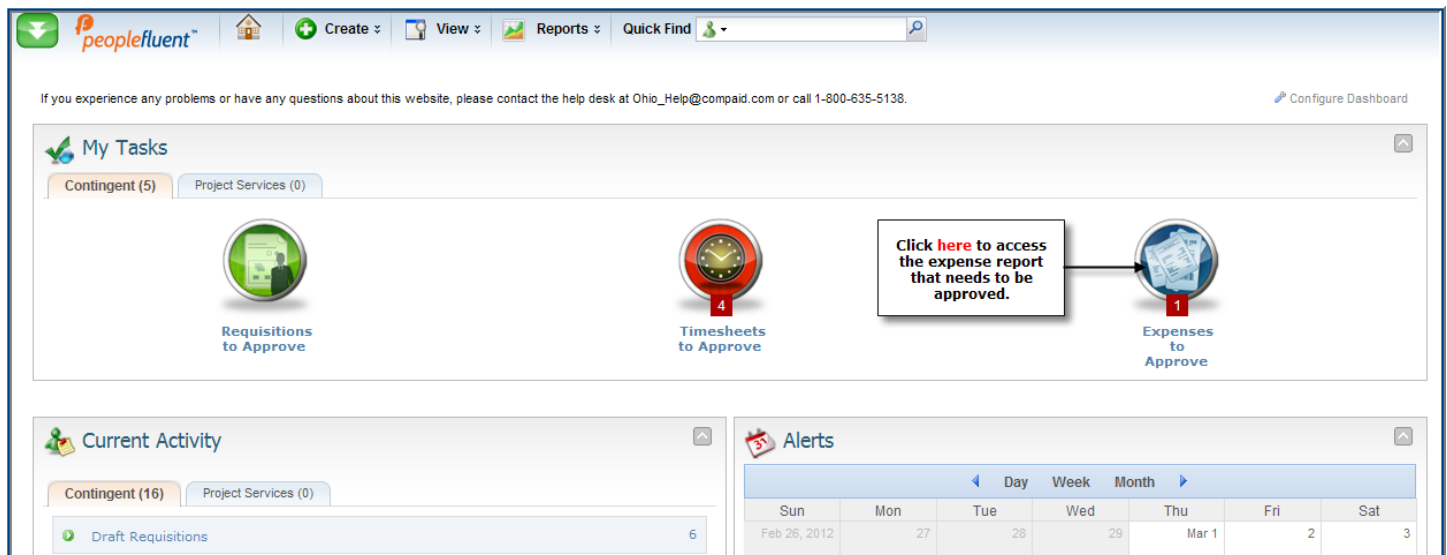 peoplefluent™
Create
View
Reports
Quick Find
If you experience any problems or have any questions about this website, please contact the help desk at Ohio_Help@compaid.com or call 1-800-635-5138.
Configure Dashboard
My Tasks
Contingent (5)
Project Services (0)
Requisitions
to Approve
4
Timesheets
to Approve
Click here to access
the expense report
that needs to be
approved.
1
Expenses
to
Approve
Current Activity
Contingent (16)
Project Services (0)
Draft Requisitions 6
31
Alerts
Day Week Month
Sun Mon Tue Wed Thu Fri Sat
Feb 26, 2012 27 28 29 Mar 1 2 3